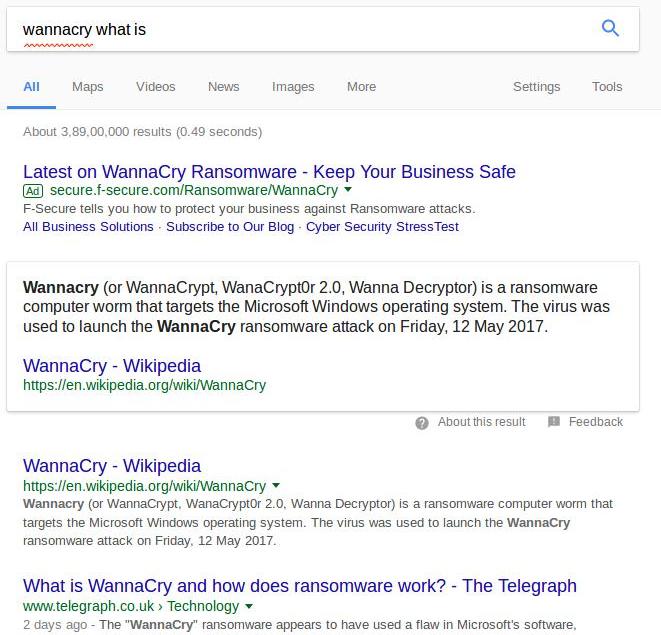 wannacry what is
All Maps Videos News Images More Settings Tools
About 3,89,00,000 results (0.49 seconds)
Latest on WannaCry Ransomware - Keep Your Business Safe
Ad secure.f-secure.com/Ransomware/WannaCry
F-Secure tells you how to protect your business against Ransomware attacks.
All Business Solutions · Subscribe to Our Blog · Cyber Security StressTest
Wannacry (or WannaCrypt, WanaCrypt0r 2.0, Wanna Decryptor) is a ransomware
computer worm that targets the Microsoft Windows operating system. The virus was
used to launch the WannaCry ransomware attack on Friday, 12 May 2017.
WannaCry - Wikipedia
https://en.wikipedia.org/wiki/WannaCry
About this result Feedback
WannaCry - Wikipedia
https://en.wikipedia.org/wiki/WannaCry
Wannacry (or WannaCrypt, WanaCrypt0r 2.0, Wanna Decryptor) is a ransomware computer worm that
targets the Microsoft Windows operating system. The virus was used to launch the WannaCry
ransomware attack on Friday, 12 May 2017.
What is WannaCry and how does ransomware work? - The Telegraph
www.telegraph.co.uk › Technology
2 days ago - The "WannaCry" ransomware appears to have used a flaw in Microsoft's software,